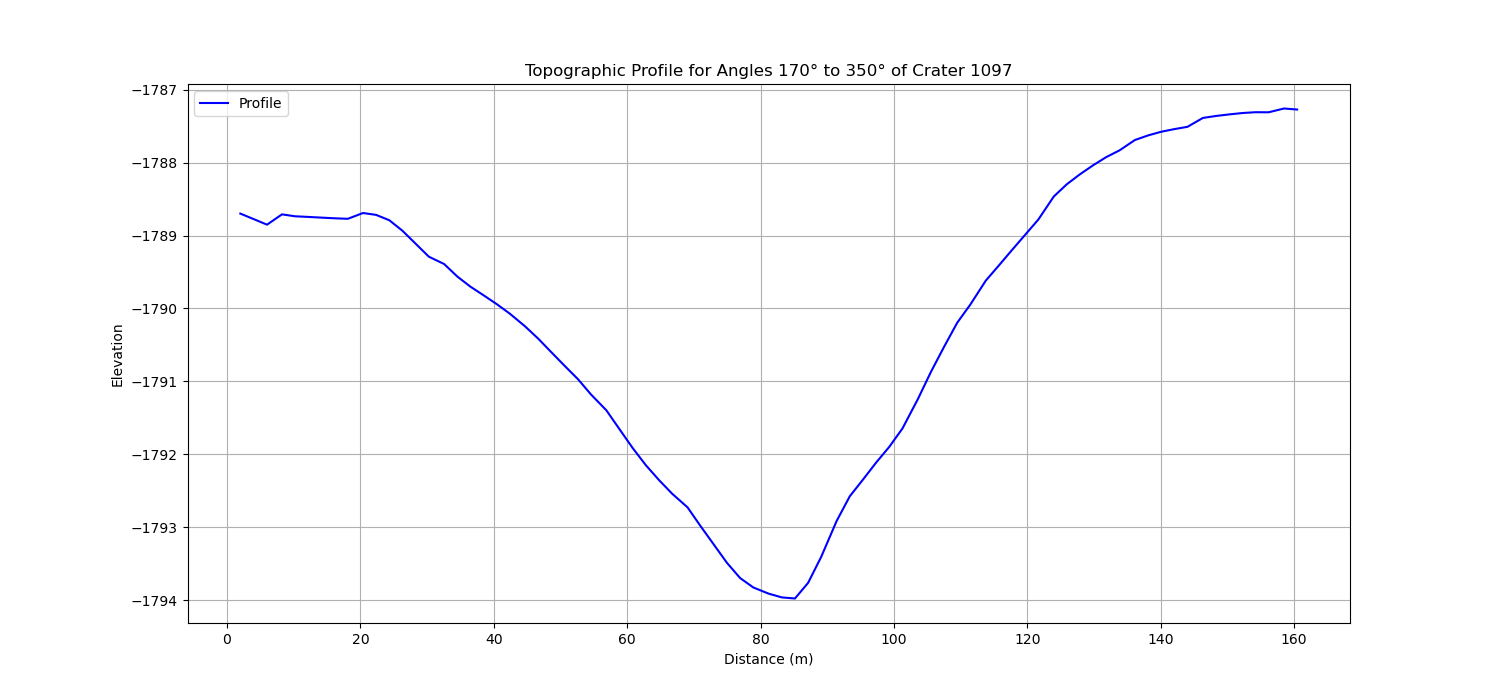 Topographic Profile for Angles 170° to 350° of Crater 1097
Profile
−1787
−1788
−1789
−1790
−1791
−1792
−1793
−1794
Elevation
0 20 40 60 80 100 120 140 160
Distance (m)